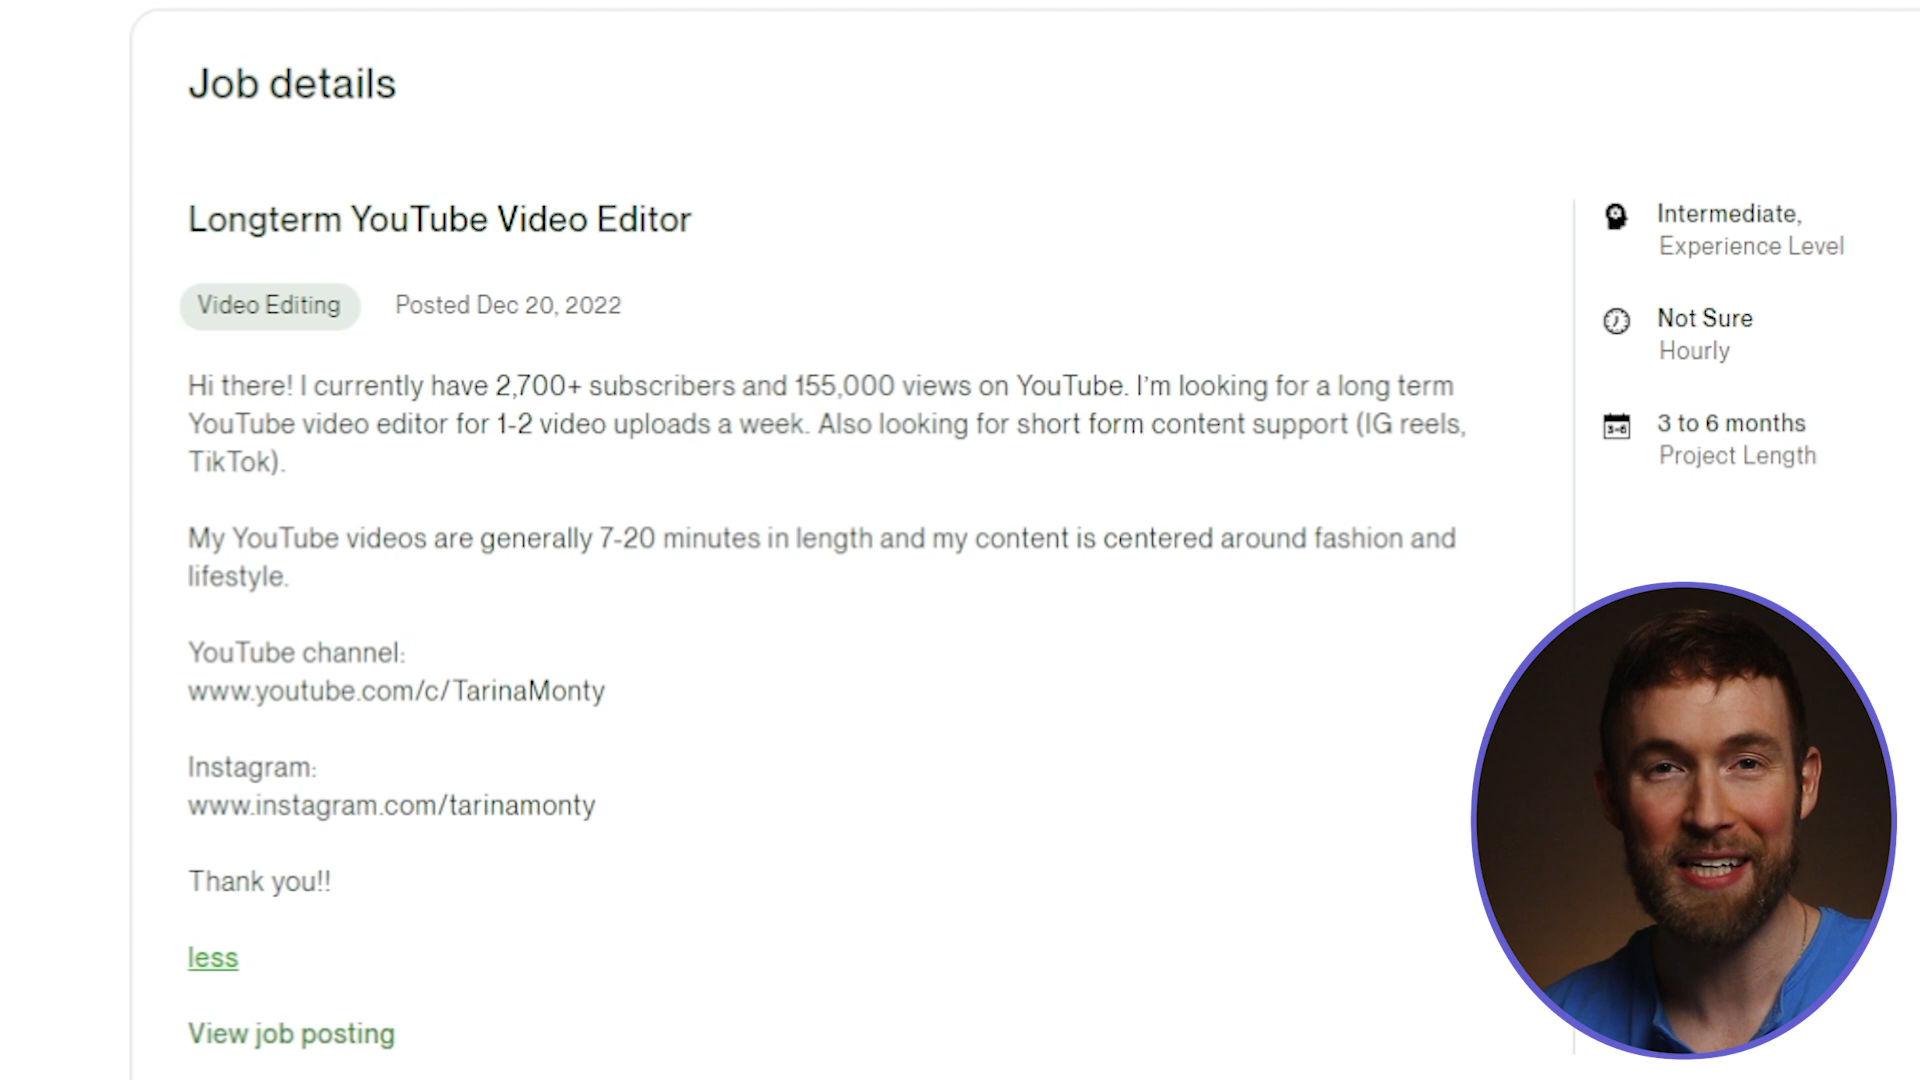 Job details
Longterm YouTube Video Editor
Video Editing
Posted Dec 20, 2022
Hi there! I currently have 2,700+ subscribers and 155,000 views on YouTube. I'm looking for a long term
YouTube video editor for 1-2 video uploads a week. Also looking for short form content support (IG reels,
TikTok).
My YouTube videos are generally 7-20 minutes in length and my content is centered around fashion and
lifestyle.
YouTube channel:
www.youtube.com/c/TarinaMonty
Instagram:
www.instagram.com/tarinamonty
Thank you!!
less
View job posting
Intermediate,
Experience Level
Not Sure
Hourly
3-6
3 to 6 months
Project Length